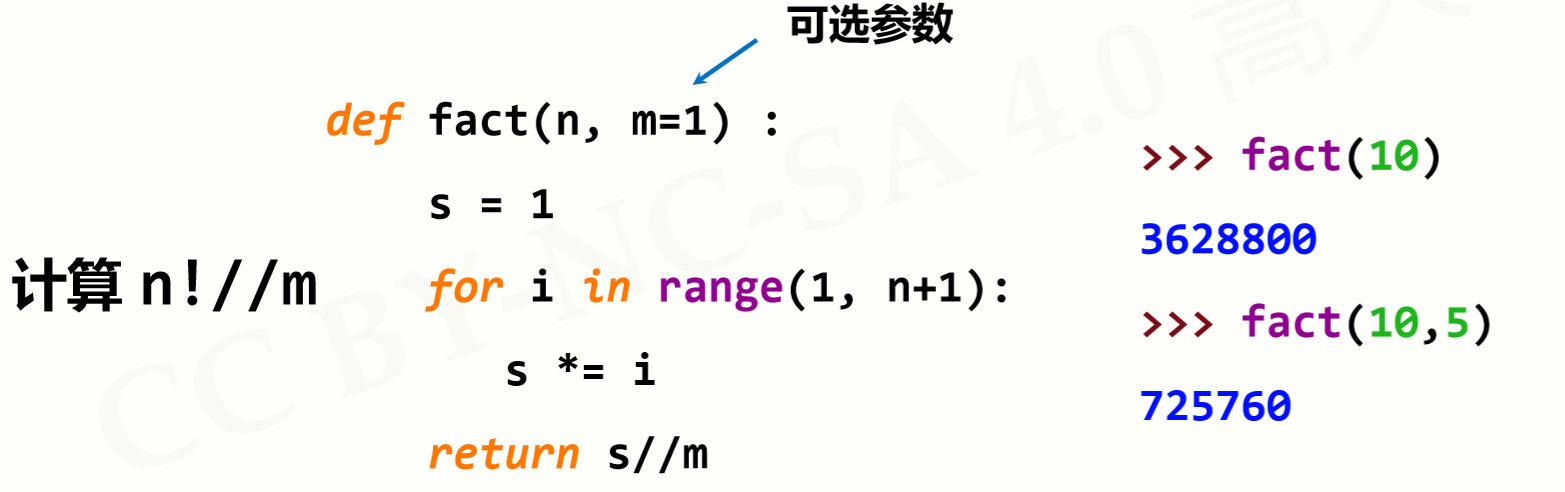 可选参数
def fact(n, m=1) :
s = 1
计算 n!//m
for i in range(1, n+1):
s *= i
return s//m
>>> fact(10)
3628800
>>> fact(10,5)
725760
CC BY-NC-SA 4.0 高天